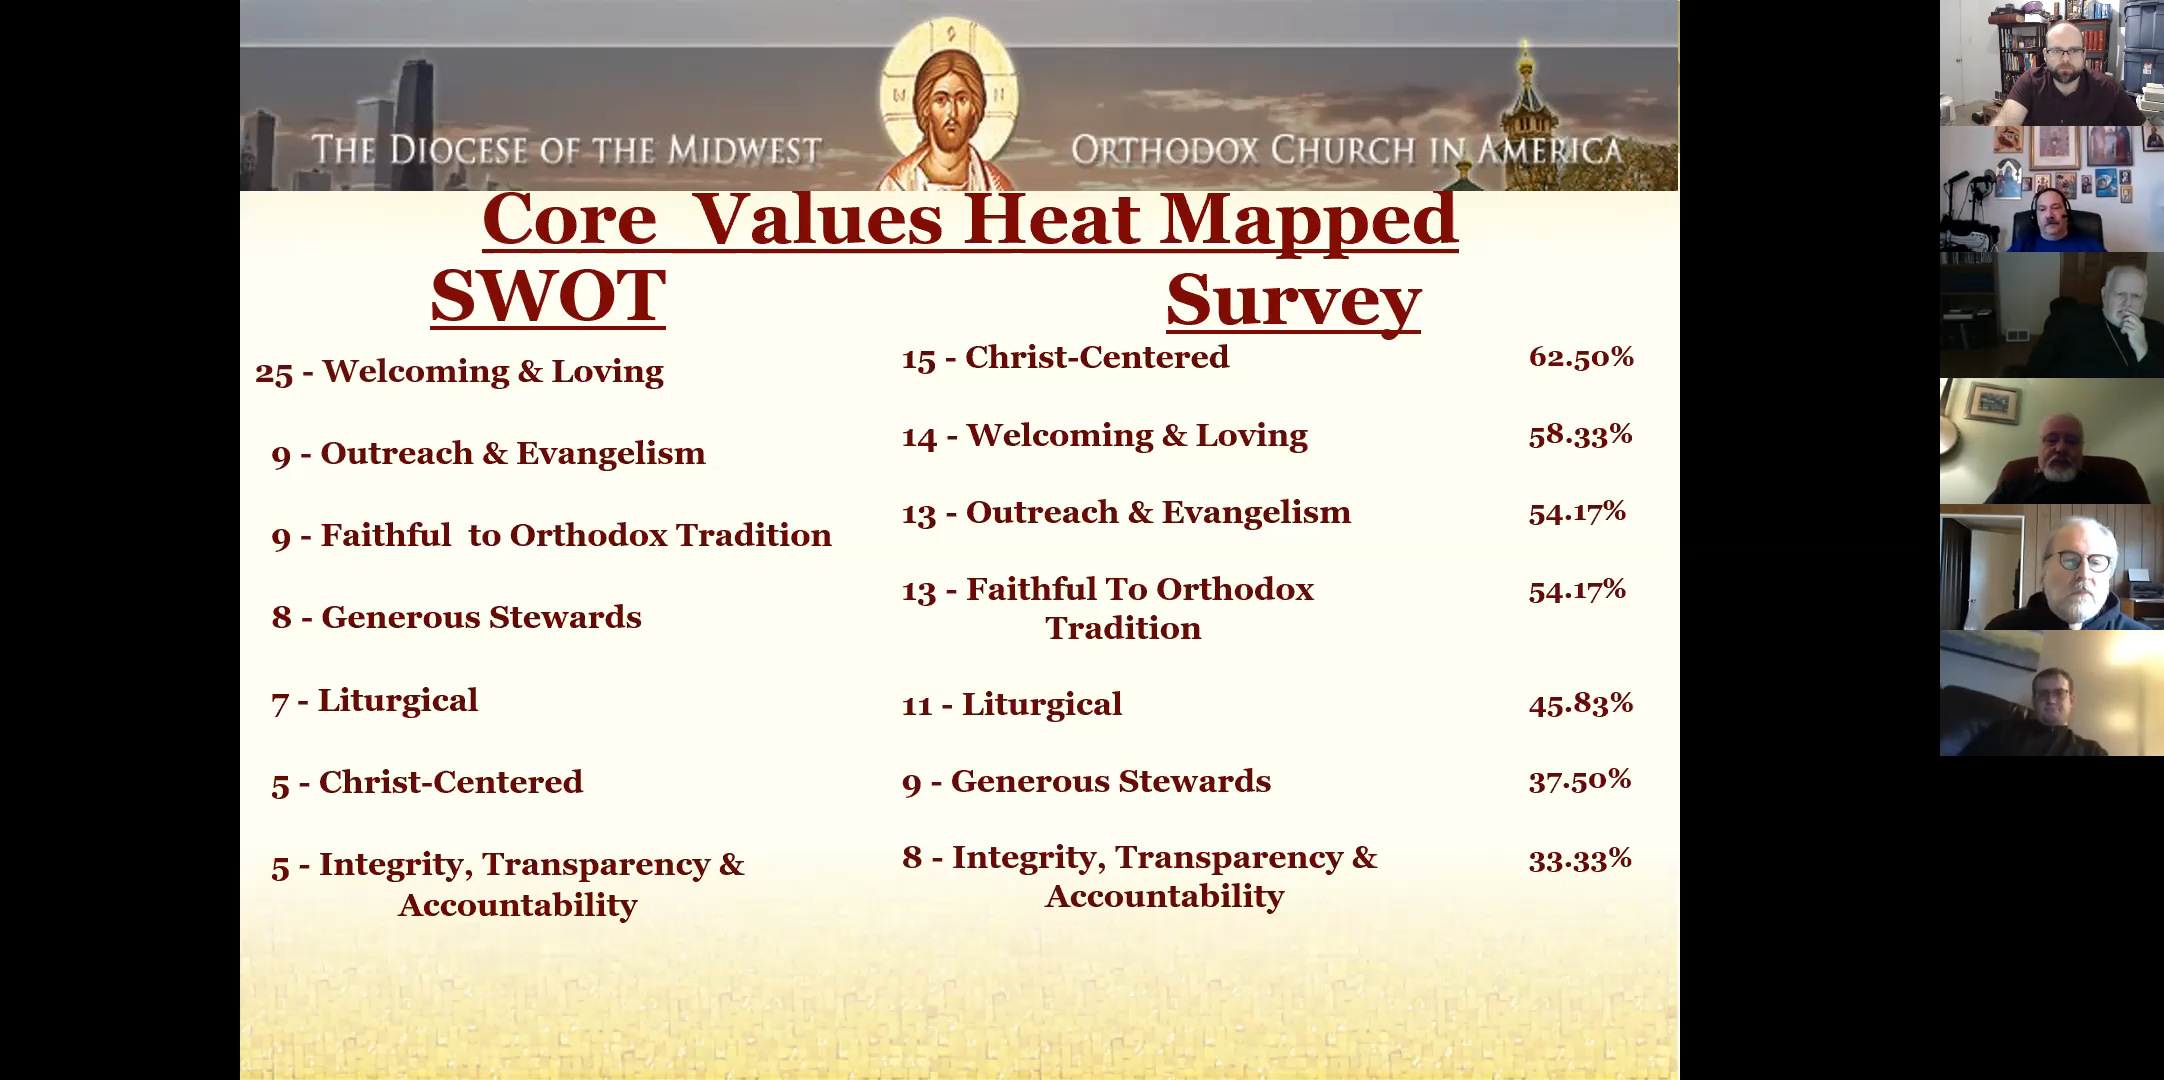 THE DIOCESE OF THE MIDWEST
ORTHODOX CHURCH IN AMERICA
Core Values Heat Mapped
SWOT
25 - Welcoming & Loving
9 - Outreach & Evangelism
9 - Faithful to Orthodox Tradition
8 - Generous Stewards
7 - Liturgical
5 - Christ-Centered
5 - Integrity, Transparency &
Accountability
Survey
15 - Christ-Centered 62.50%
14 - Welcoming & Loving 58.33%
13 - Outreach & Evangelism 54.17%
13 - Faithful To Orthodox 54.17%
Tradition
11 - Liturgical 45.83%
9 - Generous Stewards 37.50%
8 - Integrity, Transparency & 33.33%
Accountability